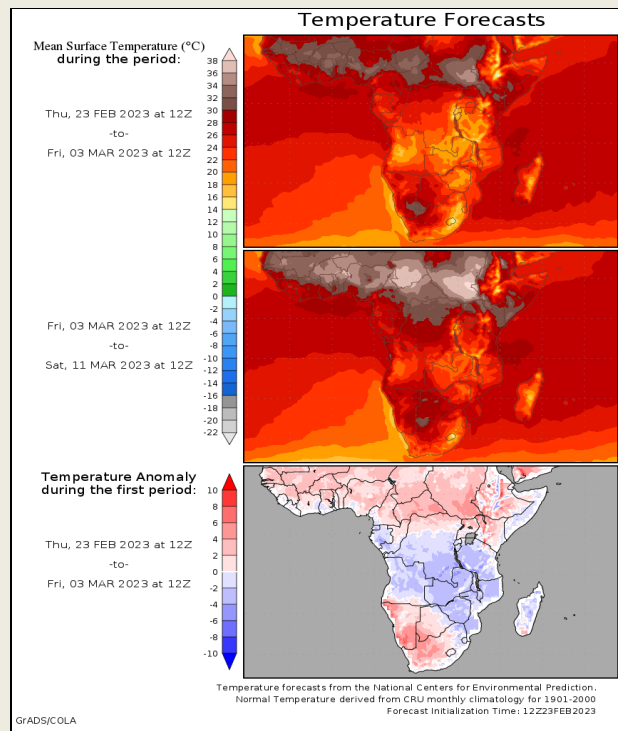 Temperature Forecasts
Mean Surface Temperature (°C)
during the period:
Thu, 23 FEB 2023 at 12Z
-to-
Fri, 03 MAR 2023 at 12Z
38
36
34
32
30
28
26
24
22
20
18
16
14
12
10
8
6
4
2
0
-2
-4
-6
-8
-10
-12
-14
-16
-18
-20
-22
Fri, 03 MAR 2023 at 12Z
-to-
Sat, 11 MAR 2023 at 12Z
Temperature Anomaly
during the first period:
Thu, 23 FEB 2023 at 12Z
-to-
Fri, 03 MAR 2023 at 12Z
10
8
6
4
2
0
-2
-4
-6
-8
-10
Temperature forecasts from the National Centers for Environmental Prediction.
Normal Temperature derived from CRU monthly climatology for 1901-2000
Forecast Initialization Time: 12Z23FEB2023
GrADS/COLA